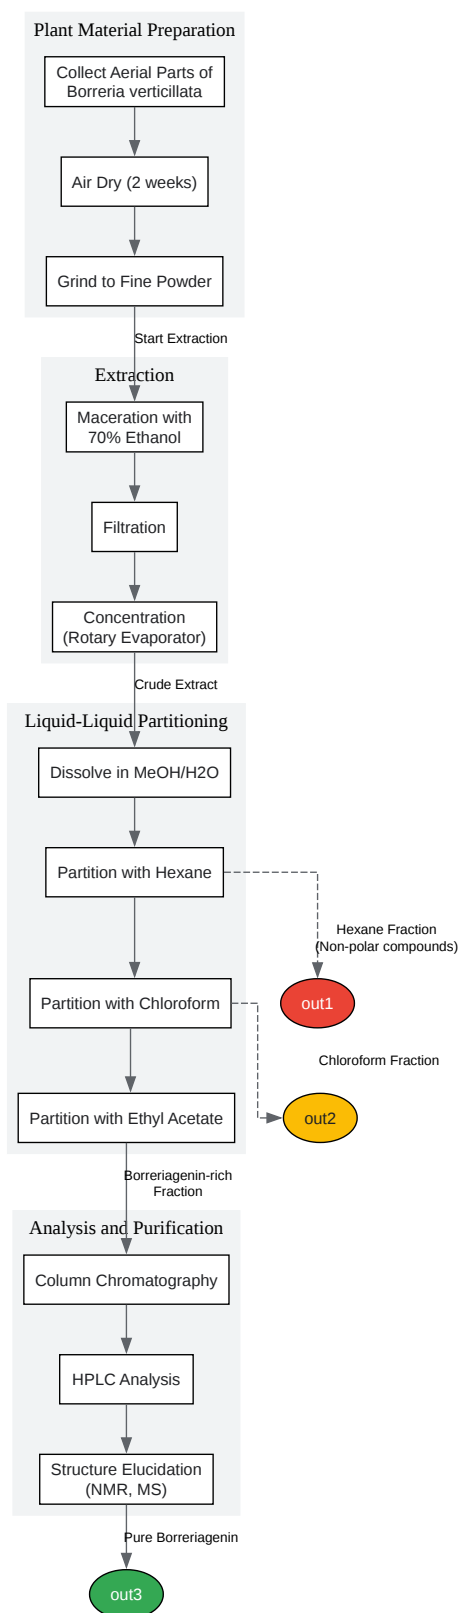 Plant Material Preparation
Collect Aerial Parts of
Borreria verticillata
Air Dry (2 weeks)
Grind to Fine Powder
Start Extraction
Extraction
Maceration with
70% Ethanol
Filtration
Concentration
(Rotary Evaporator)
Crude Extract
Liquid-Liquid Partitioning
Dissolve in MeOH/H2O
Partition with Hexane
Hexane Fraction
(Non-polar compounds)
Partition with Chloroform
out1
Chloroform Fraction
Partition with Ethyl Acetate
out2
Borreriagenin-rich
Fraction
Analysis and Purification
Column Chromatography
HPLC Analysis
Structure Elucidation
(NMR, MS)
Pure Borreriagenin
out3